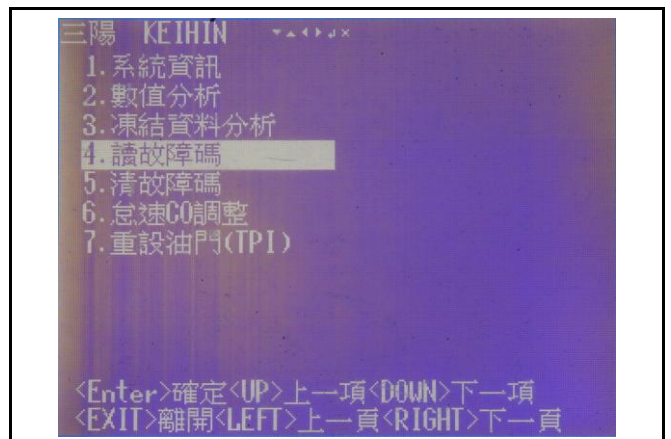 三陽 KEIHIN ▾▴◂▸↲×
1.系統資訊
2.數值分析
3.凍結資料分析
4.讀故障碼
5.清故障碼
6.怠速CO調整
7.重設油門(TPI)
<Enter>確定<UP>上一項<DOWN>下一項
<EXIT>離開<LEFT>上一頁<RIGHT>下一頁